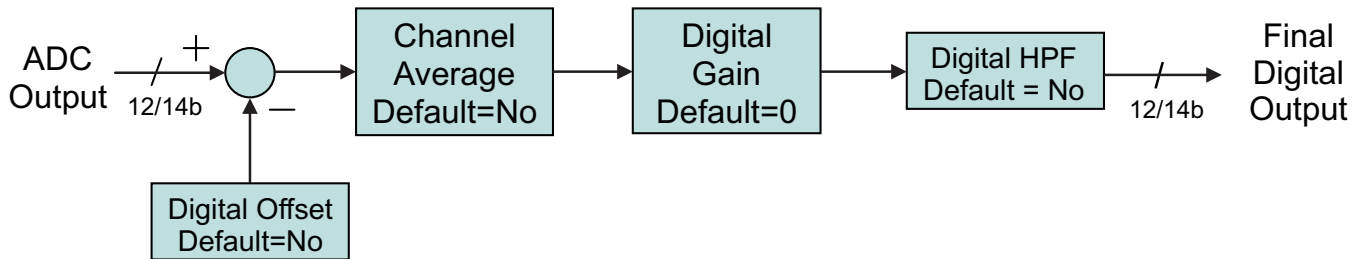 ADC
Output
+
12/14b
−
Digital Offset
Default=No
Channel
Average
Default=No
Digital
Gain
Default=0
Digital HPF
Default = No
12/14b
Final
Digital
Output